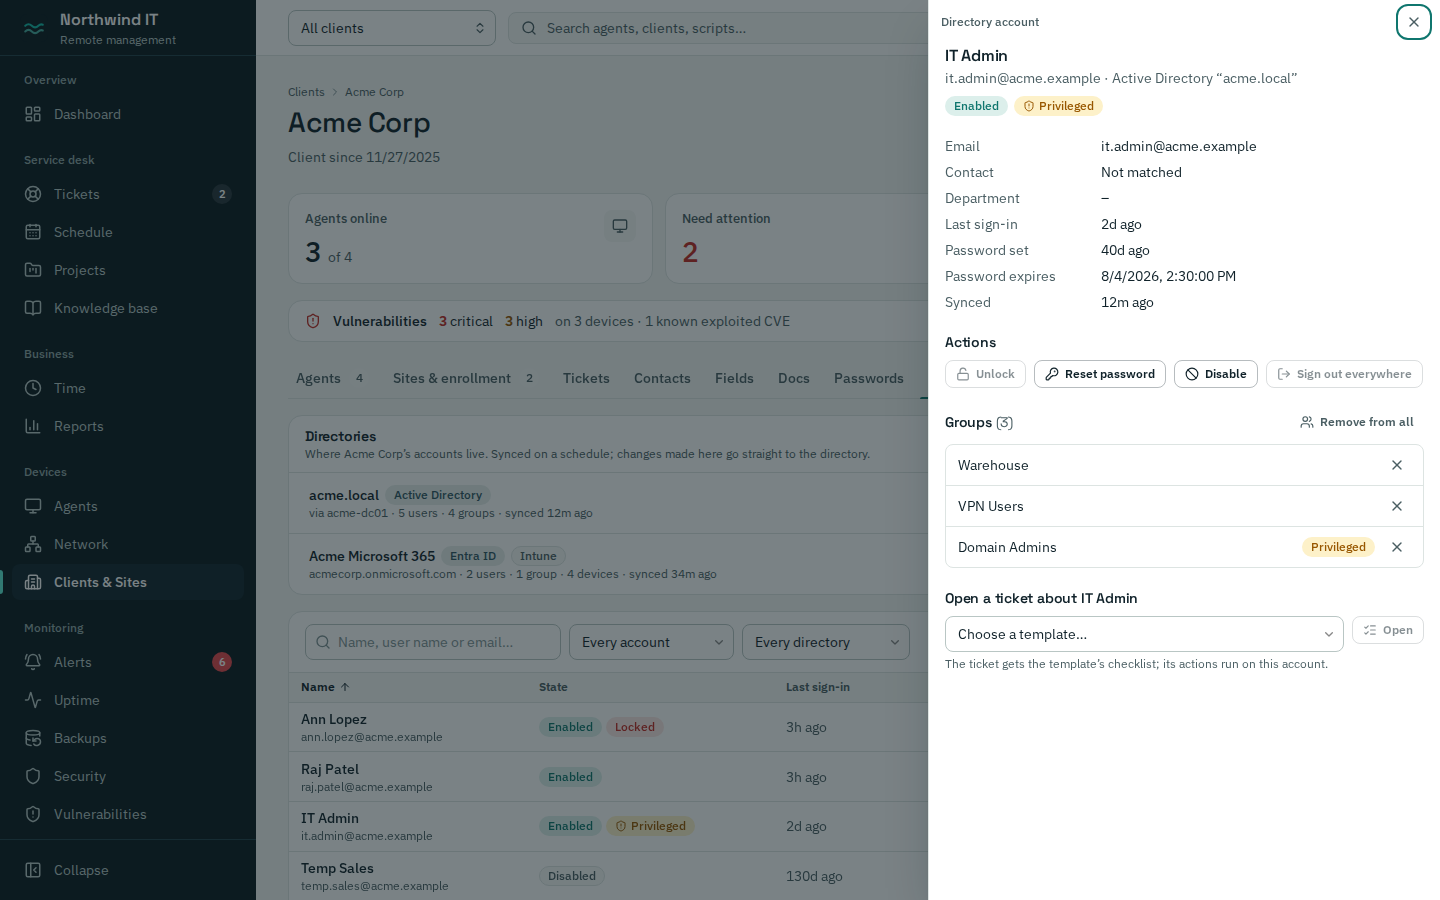 Northwind IT
Remote management
Overview
Dashboard
Service desk
Tickets 2
Schedule
Projects
Knowledge base
Business
Time
Reports
Devices
Agents
Network
Clients & Sites
Monitoring
Alerts 6
Uptime
Backups
Security
Vulnerabilities
Collapse
All clients
Search agents, clients, scripts...
Clients > Acme Corp
Acme Corp
Client since 11/27/2025
Agents online
3 of 4
Need attention
2
Vulnerabilities 3 critical 3 high on 3 devices · 1 known exploited CVE
Agents 4 Sites & enrollment 2 Tickets Contacts Fields Docs Passwords
Directories
Where Acme Corp’s accounts live. Synced on a schedule; changes made here go straight to the directory.
acme.local Active Directory
via acme-dc01 · 5 users · 4 groups · synced 12m ago
Acme Microsoft 365 Entra ID Intune
acmecorp.onmicrosoft.com · 2 users · 1 group · 4 devices · synced 34m ago
Name, user name or email... Every account Every directory
Name ↑ State Last sign-in
Ann Lopez
ann.lopez@acme.example
Enabled Locked 3h ago
Raj Patel
raj.patel@acme.example
Enabled 3h ago
IT Admin
it.admin@acme.example
Enabled Privileged 2d ago
Temp Sales
temp.sales@acme.example
Disabled 130d ago
Directory account
IT Admin
it.admin@acme.example · Active Directory “acme.local”
Enabled Privileged
Email it.admin@acme.example
Contact Not matched
Department –
Last sign-in 2d ago
Password set 40d ago
Password expires 8/4/2026, 2:30:00 PM
Synced 12m ago
Actions
Unlock Reset password Disable Sign out everywhere
Groups (3) Remove from all
Warehouse
VPN Users
Domain Admins Privileged
Open a ticket about IT Admin
Choose a template... Open
The ticket gets the template’s checklist; its actions run on this account.